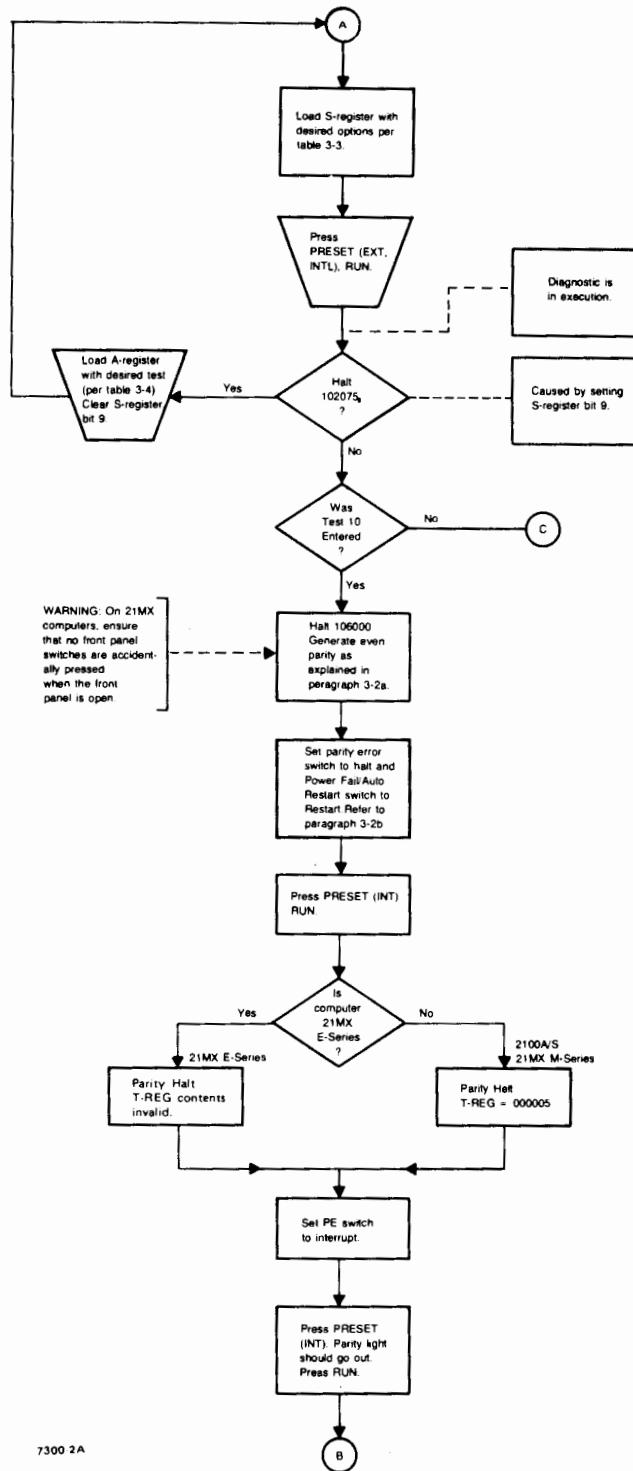 A
Load S-register with
desired options per
table 3-3.
Press
PRESET (EXT,
INTL), RUN.
Diagnostic is
in execution.
Load A-register
with desired test
(per table 3-4)
Clear S-register
bit 9.
Yes
Halt
102075₈
?
Caused by setting
S-register bit 9.
No
Was
Test 10
Entered
?
No
C
Yes
WARNING: On 21MX
computers, ensure
that no front panel
switches are accident-
ally pressed
when the front
panel is open.
Halt 106000
Generate even
parity as
explained in
peragraph 3-2a.
Set parity error
switch to halt and
Power Fail/Auto
Restart switch to
Restart Refer to
paragraph 3-2b
Press PRESET (INT)
RUN.
Is
computer
21MX
E-Series
?
Yes
No
21MX E-Series
2100A/S
21MX M-Series
Parity Halt
T-REG contents
invalid.
Parity Helt
T-REG = 000005
Set PE switch
to interrupt.
Press PRESET
(INT). Parity light
should go out.
Press RUN.
7300-2A
B